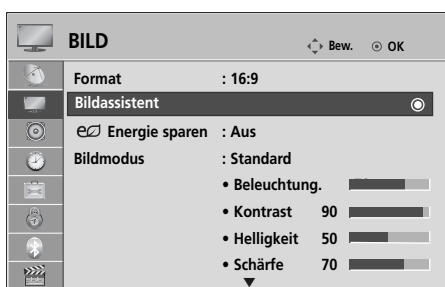 BILD Bew. OK
Format : 16:9
Bildassistent
Energie sparen : Aus
Bildmodus : Standard
• Beleuchtung.
• Kontrast 90
• Helligkeit 50
• Schärfe 70